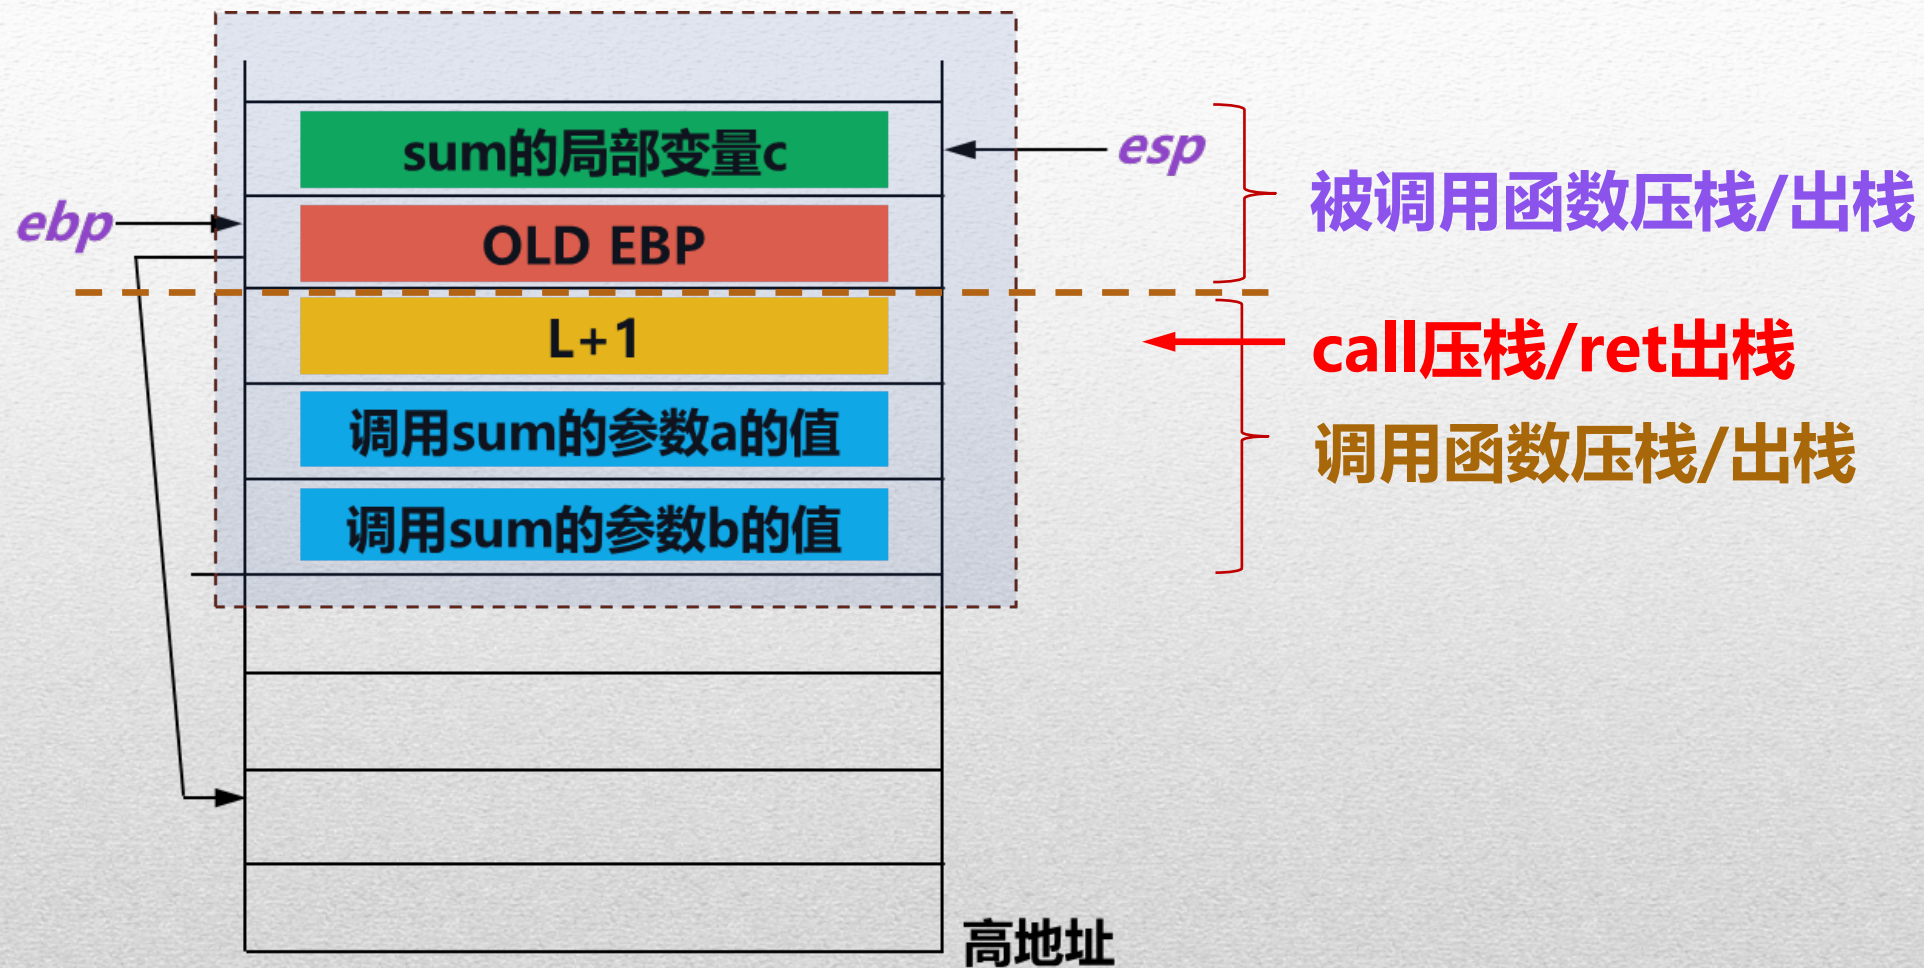 sum的局部变量c
esp
被调用函数压栈/出栈
ebp
OLD EBP
L+1
call压栈/ret出栈
调用sum的参数a的值
调用函数压栈/出栈
调用sum的参数b的值
高地址